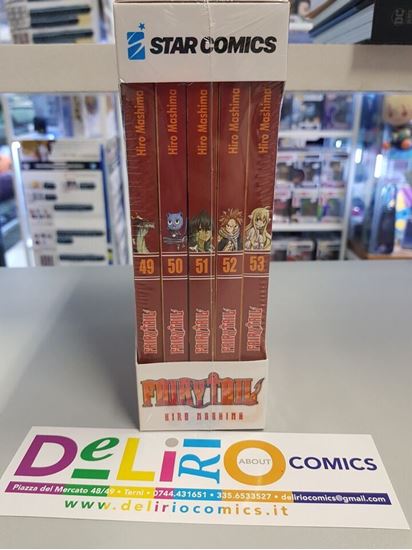 STAR COMICS
Hiro Mashima
Hiro Mashima
Hiro Mashima
Hiro Mashima
Hiro Mashima
49
50
51
52
53
FAIRY TAIL
FAIRY TAIL
FAIRY TAIL
FAIRY TAIL
FAIRY TAIL
FAIRY TAIL
HIRO MASHIMA
DELIRIO ABOUT COMICS
Piazza del Mercato 48/49 • Terni • 0744.431651 • 335.6533527 • deliriocomics@gmail.com
www.deliriocomics.it